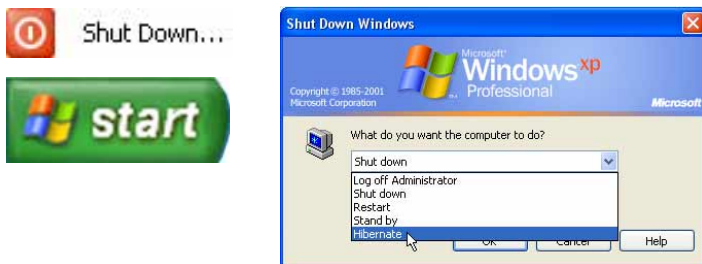 Shut Down...
start
Shut Down Windows
Microsoft
Windows xp
Professional
Copyright © 1985-2001
Microsoft Corporation
Microsoft
What do you want the computer to do?
Shut down
Log off Administrator
Shut down
Restart
Stand by
Hibernate
OK Cancel Help